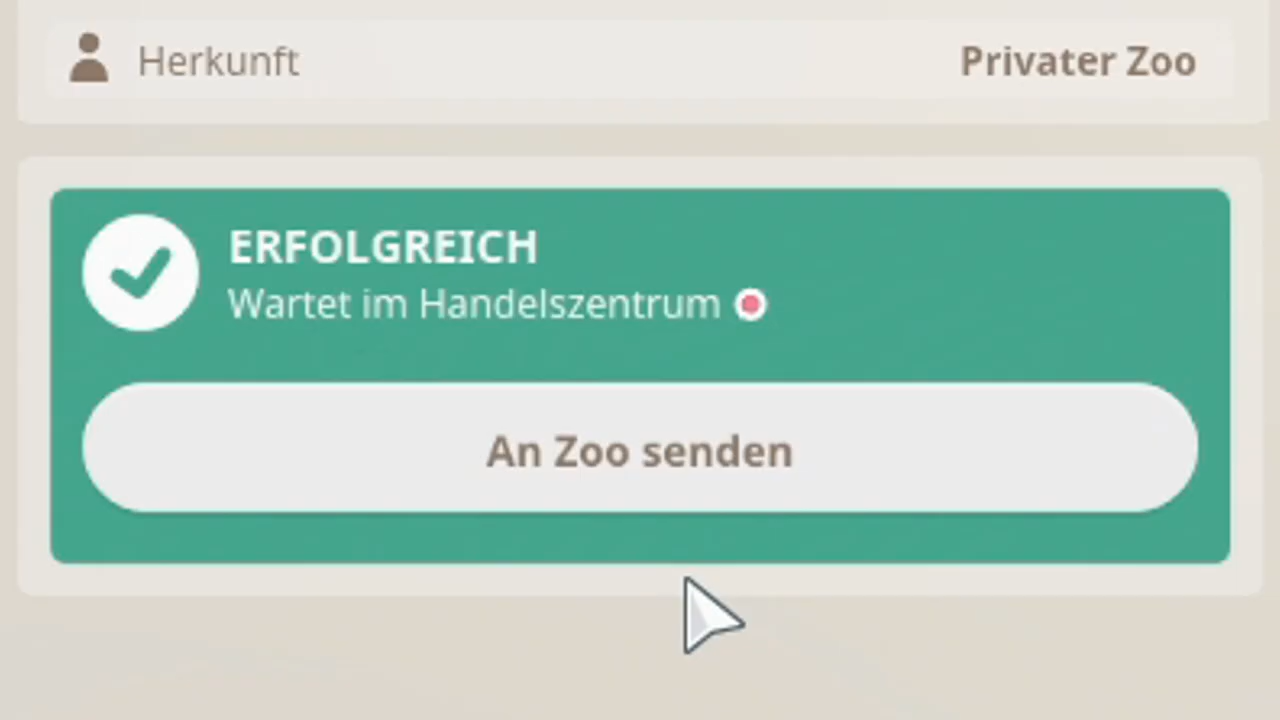 Herkunft Privater Zoo
ERFOLGREICH
Wartet im Handelszentrum
An Zoo senden